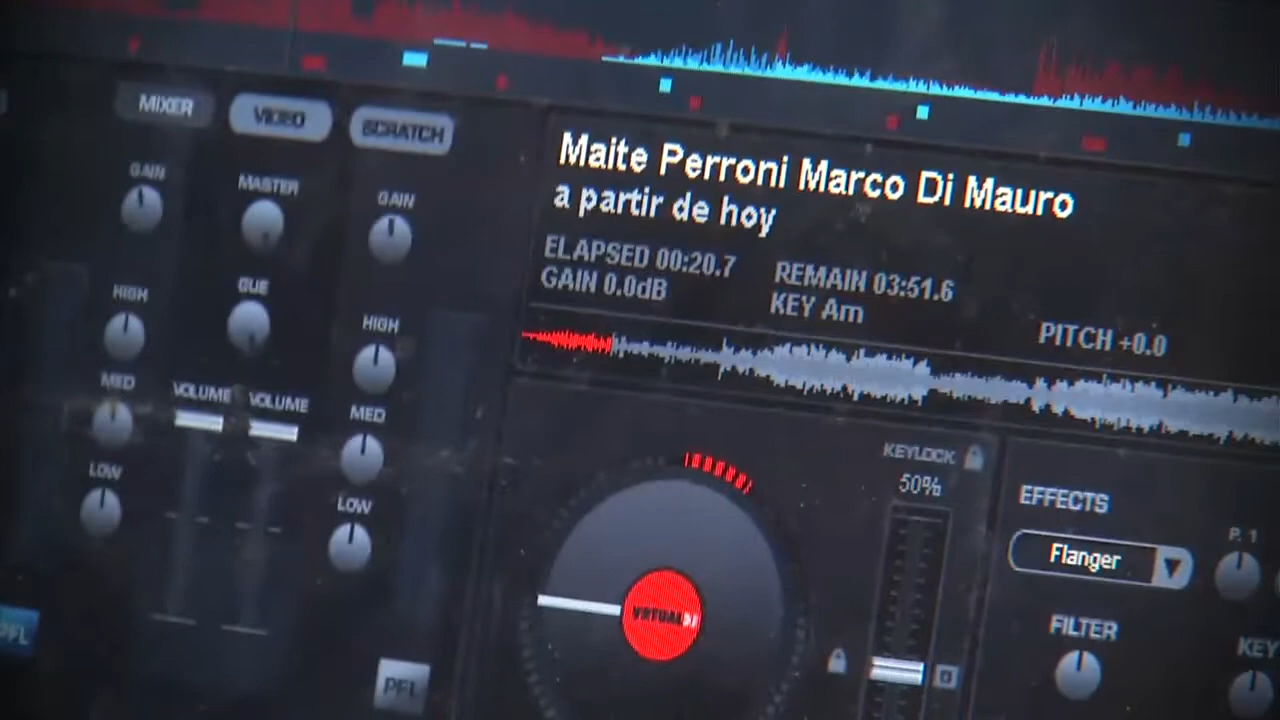 MIXER
VIDEO
SCRATCH
GAIN
MASTER
GAIN
HIGH
CUE
HIGH
MED
VOLUME
VOLUME
MED
LOW
LOW
PFL
PFL
Maite Perroni Marco Di Mauro
a partir de hoy
ELAPSED 00:20.7
REMAIN 03:51.6
GAIN 0.0dB
KEY Am
PITCH +0.0
KEYLOCK
50%
VIRTUALDJ
EFFECTS
Flanger
P. 1
FILTER
KEY